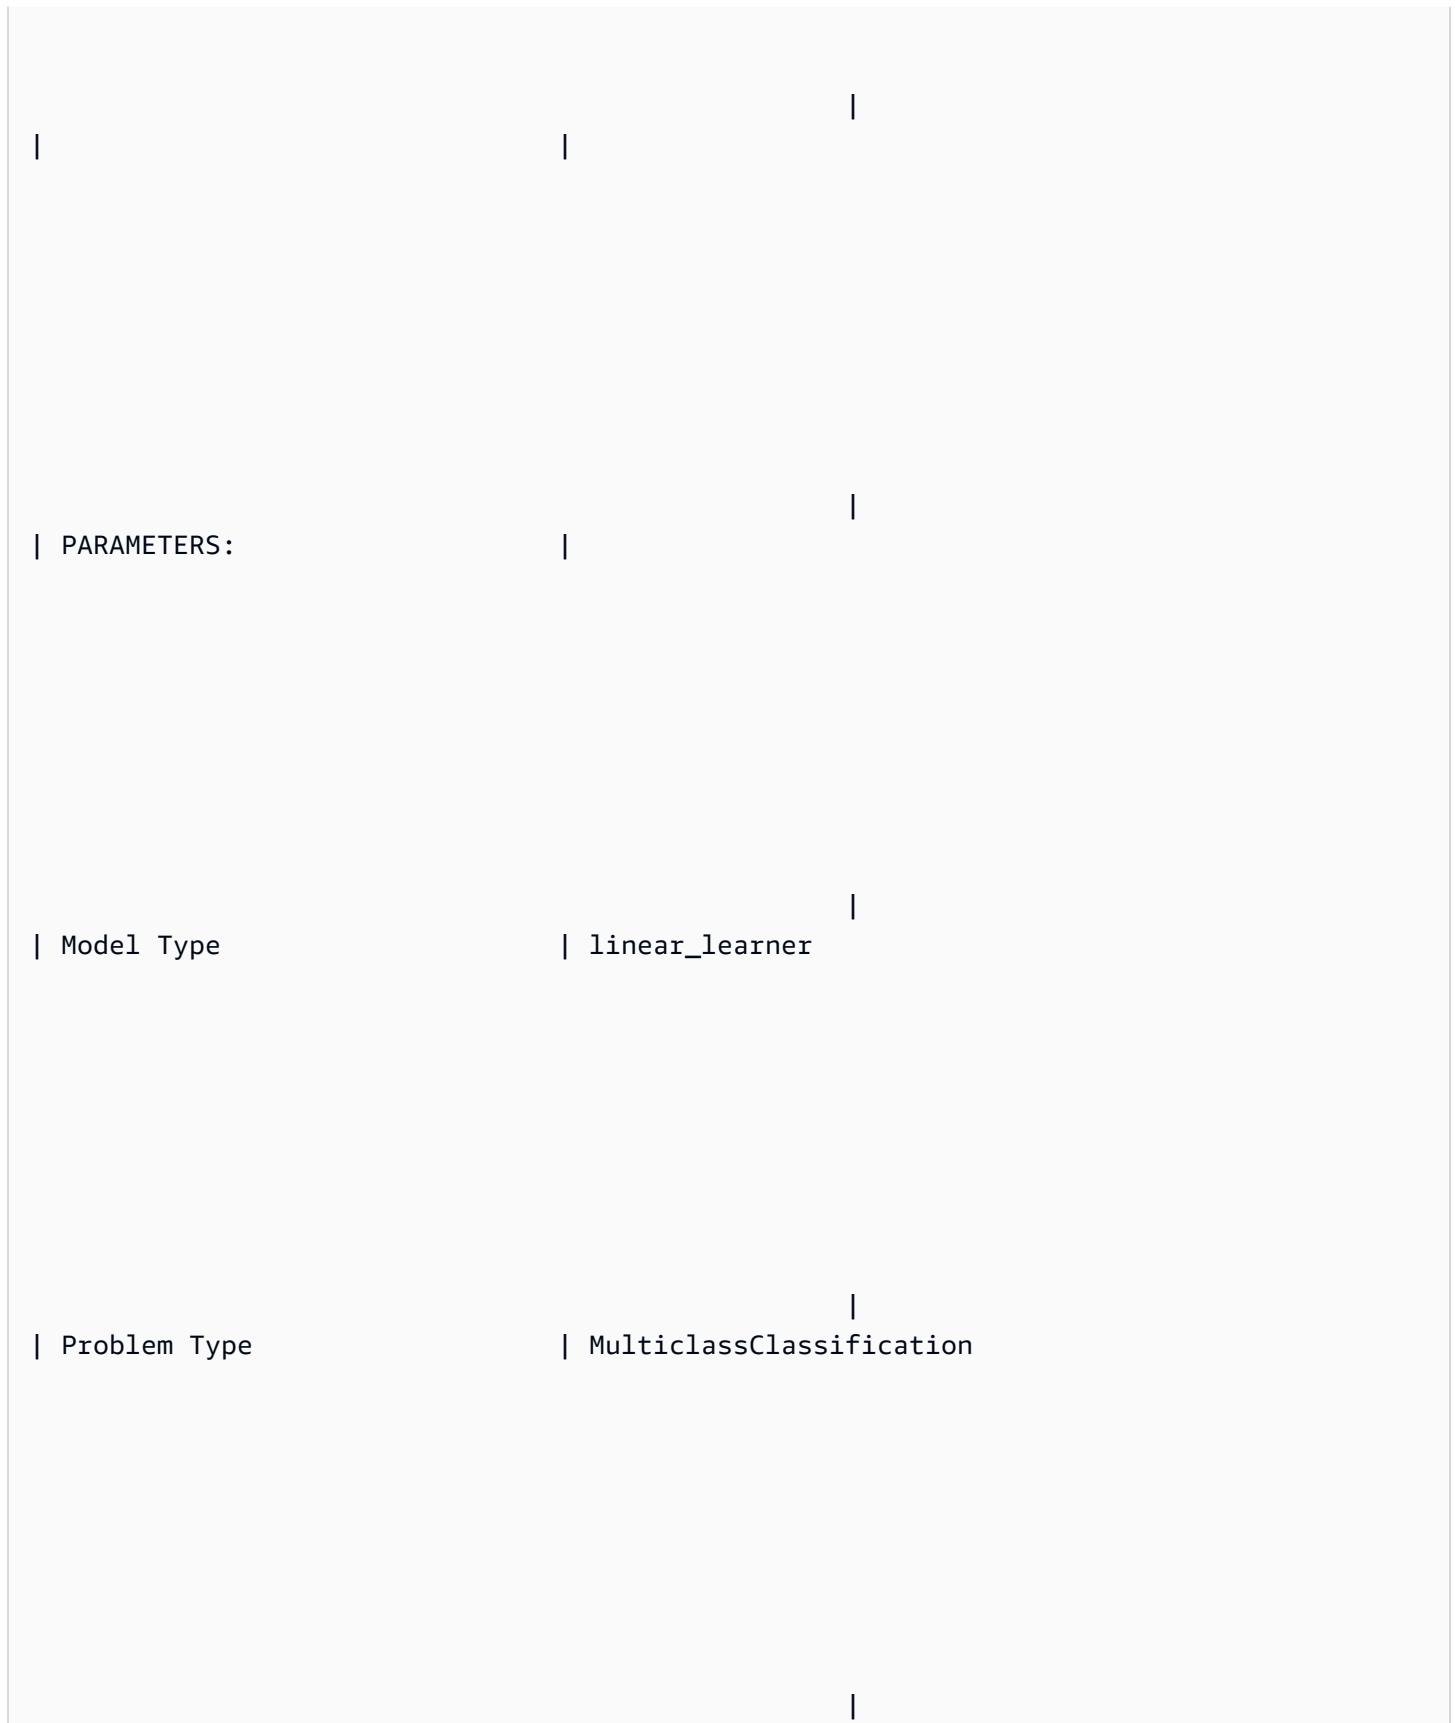 |
| |
|
| PARAMETERS: |
|
| Model Type | linear_learner
|
| Problem Type | MulticlassClassification
|